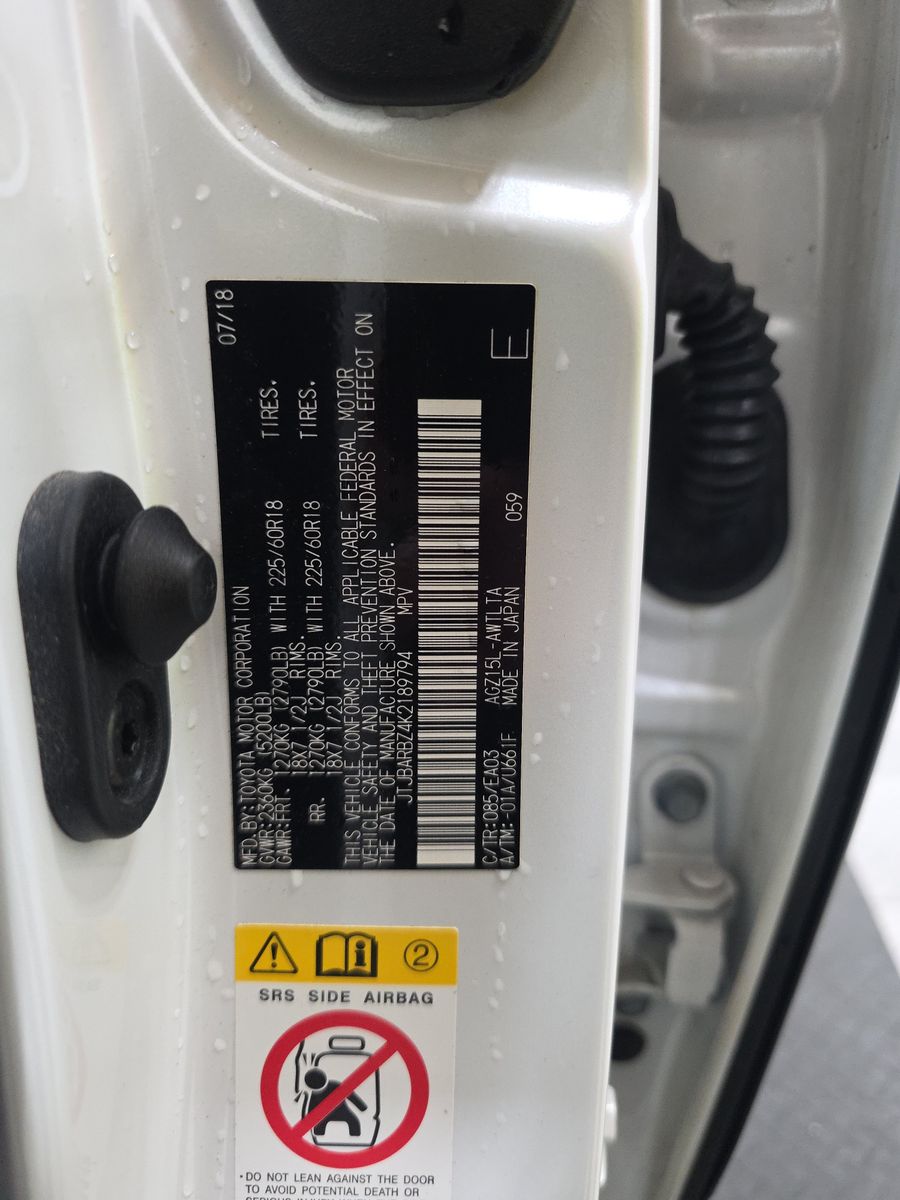 07/18
MFD.BY:TOYOTA MOTOR CORPORATION
GVWR:2360KG (5200LB)
GAWR:FRT. 1270KG (2790LB) WITH 225/60R18 TIRES.
18X7 1/2J RIMS.
RR. 1270KG (2790LB) WITH 225/60R18 TIRES.
18X7 1/2J RIMS.
THIS VEHICLE CONFORMS TO ALL APPLICABLE FEDERAL MOTOR
VEHICLE SAFETY AND THEFT PREVENTION STANDARDS IN EFFECT ON
THE DATE OF MANUFACTURE SHOWN ABOVE.
JTJBARBZ4K2189794 MPV
C/TR:085/EA03 AGZ15L-AWTLTA 059
A/TM:-01A/U661F MADE IN JAPAN
E
2
SRS SIDE AIRBAG
•DO NOT LEAN AGAINST THE DOOR
TO AVOID POTENTIAL DEATH OR